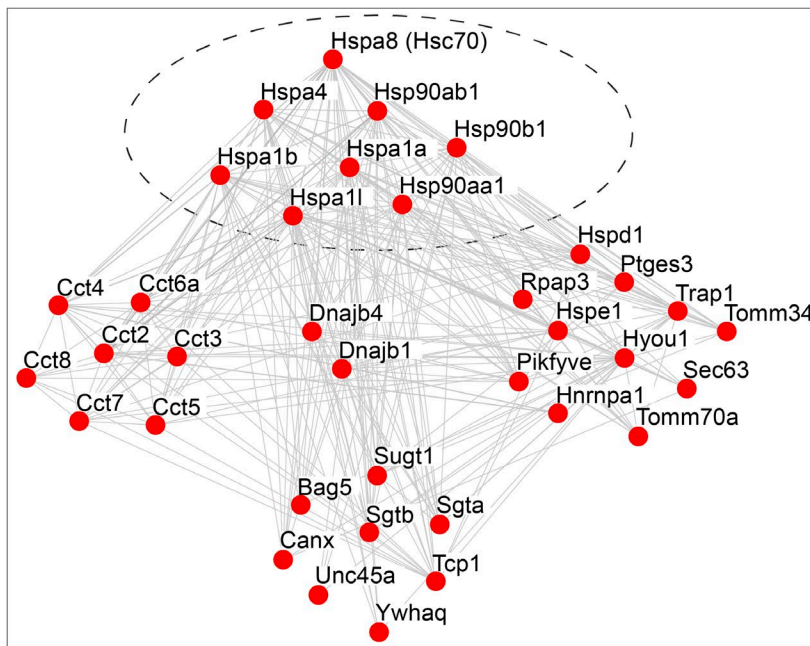 Hspa8 (Hsc70)
Hspa4
Hsp90ab1
Hsp90b1
Hspa1b
Hspa1a
Hspa1l
Hsp90aa1
Hspd1
Ptges3
Rpap3
Trap1
Tomm34
Cct4
Cct6a
Dnajb4
Hspe1
Cct2
Cct3
Dnajb1
Hyou1
Cct8
Pikfyve
Sec63
Cct7
Cct5
Hnrnpa1
Tomm70a
Sugt1
Bag5
Sgtb
Sgta
Canx
Unc45a
Tcp1
Ywhaq